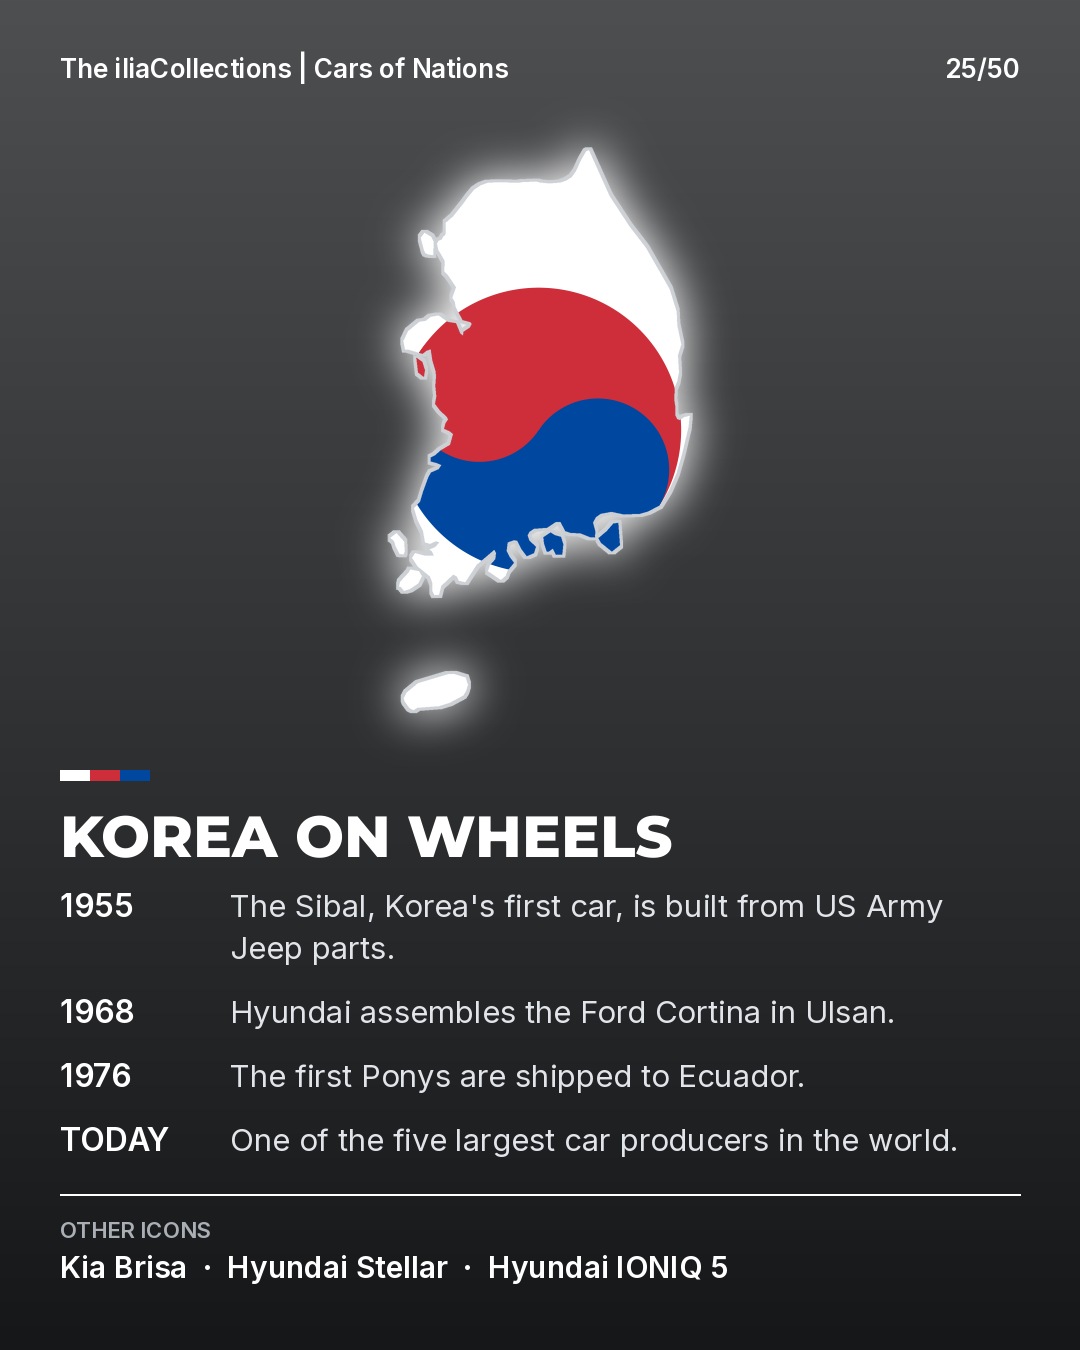 The iliaCollections | Cars of Nations
25/50
KOREA ON WHEELS
1955 The Sibal, Korea's first car, is built from US Army
Jeep parts.
1968 Hyundai assembles the Ford Cortina in Ulsan.
1976 The first Ponys are shipped to Ecuador.
TODAY One of the five largest car producers in the world.
OTHER ICONS
Kia Brisa · Hyundai Stellar · Hyundai IONIQ 5